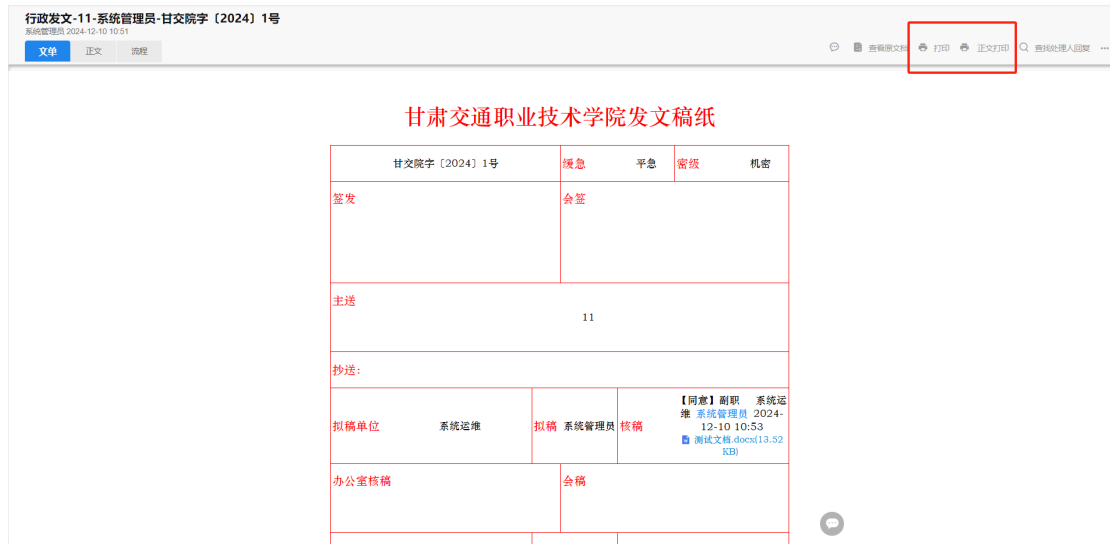 行政发文-11-系统管理员-甘交院字〔2024〕1号
系统管理员 2024-12-10 10:51
文单 正文 流程
查看原文档 打印 正文打印 查找处理人回复 ...
甘肃交通职业技术学院发文稿纸
甘交院字〔2024〕1号 缓急 平急 密级 机密
签发 会签
主送
11
抄送:
拟稿单位 系统运维 拟稿 系统管理员 核稿
【同意】副职 系统运
维 系统管理员 2024-
12-10 10:53
测试文档.docx(13.52
KB)
办公室核稿 会稿